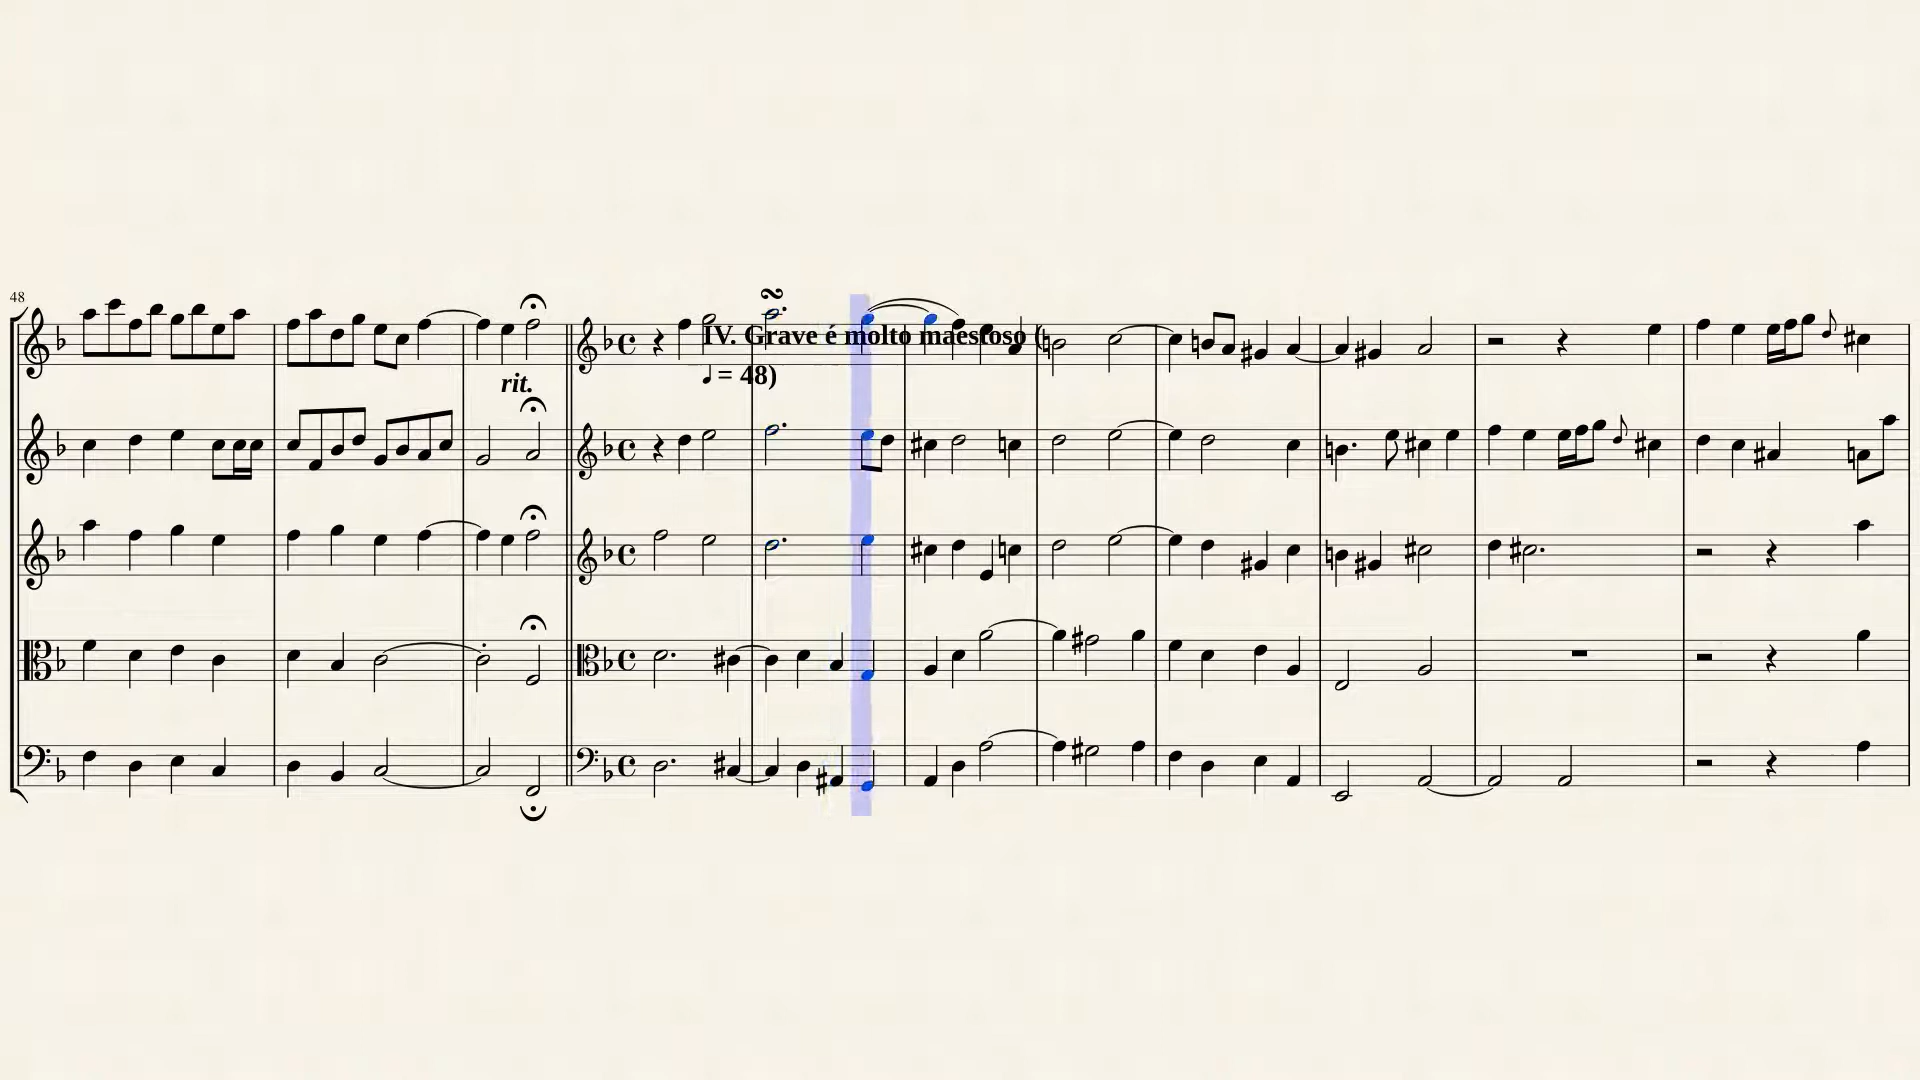 48
IV. Grave é molto maestoso (
♩ = 48)
rit.